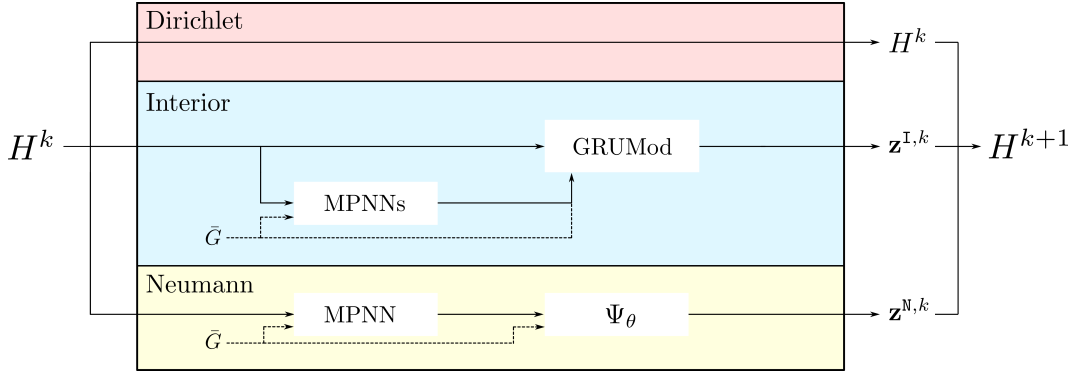 Dirichlet
H^k
Interior
H^k
GRUMod
z^{I,k}
H^{k+1}
MPNNs
Ḡ
Neumann
MPNN
Ψ_θ
z^{N,k}
Ḡ